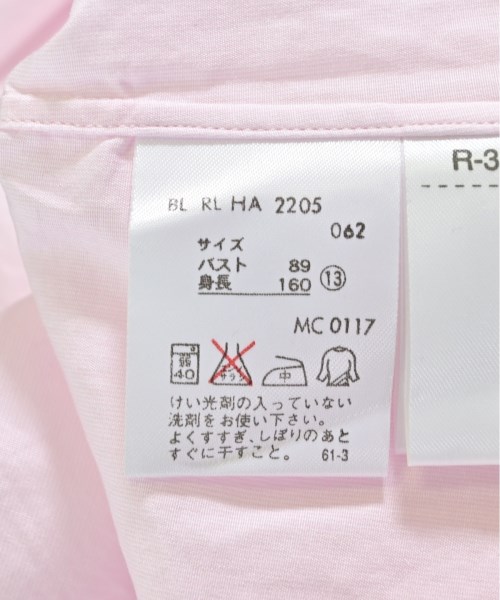 BL RL HA 2205
062
サイズ
バスト 89
身長 160 ⑬
MC 0117
弱 40 サラシ 中
けい光剤の入っていない
洗剤をお使い下さい。
よくすすぎ、しぼりのあと
すぐに干すこと。 61-3
R-3